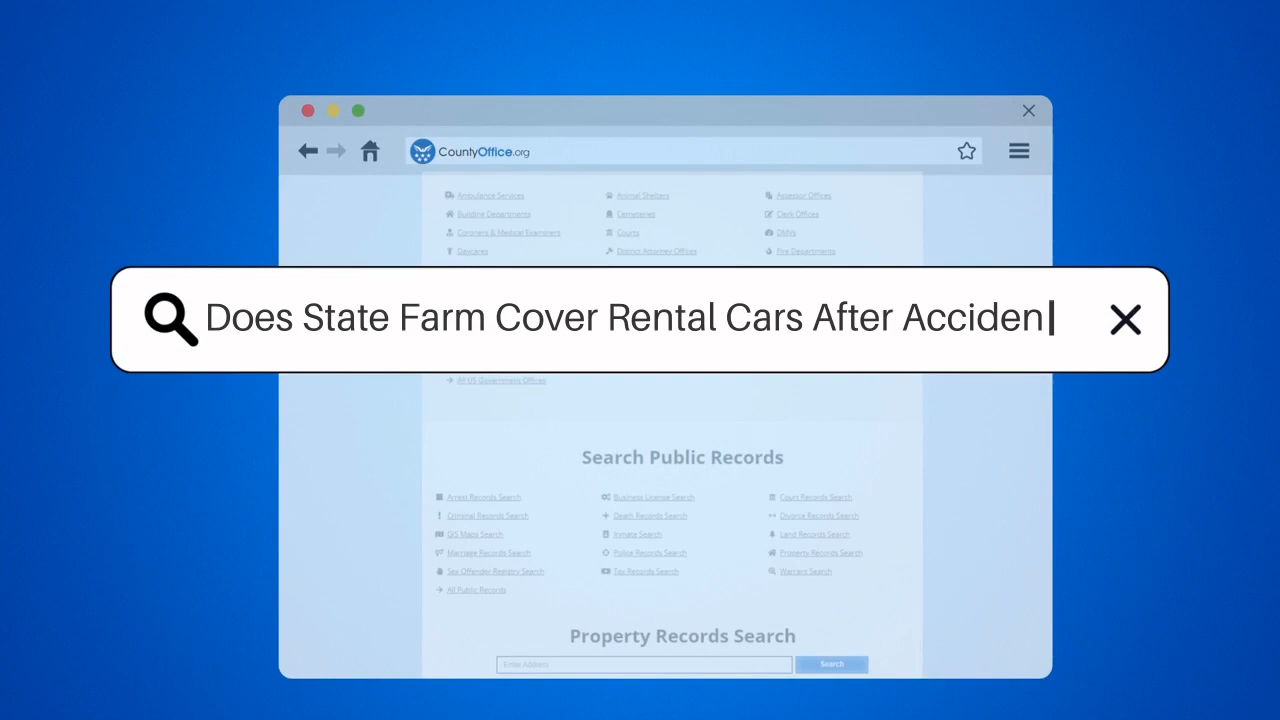 CountyOffice.org
Ambulance Services Animal Shelters Assessor Offices
Building Departments Cemeteries Clerk Offices
Coroners & Medical Examiners Courts DMVs
Daycares District Attorney Offices Fire Departments
Does State Farm Cover Rental Cars After Acciden
All US Government Offices
Search Public Records
Arrest Records Search Business License Search Court Records Search
Criminal Records Search Death Records Search Divorce Records Search
GIS Maps Search Inmate Search Land Records Search
Marriage Records Search Police Records Search Property Records Search
Sex Offender Registry Search Tax Records Search Warrant Search
All Public Records
Property Records Search
Enter Address Search